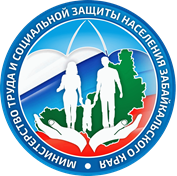 МИНИСТЕРСТВО ТРУДА И СОЦИАЛЬНОЙ ЗАЩИТЫ НАСЕЛЕНИЯ ЗАБАЙКАЛЬСКОГО КРАЯ